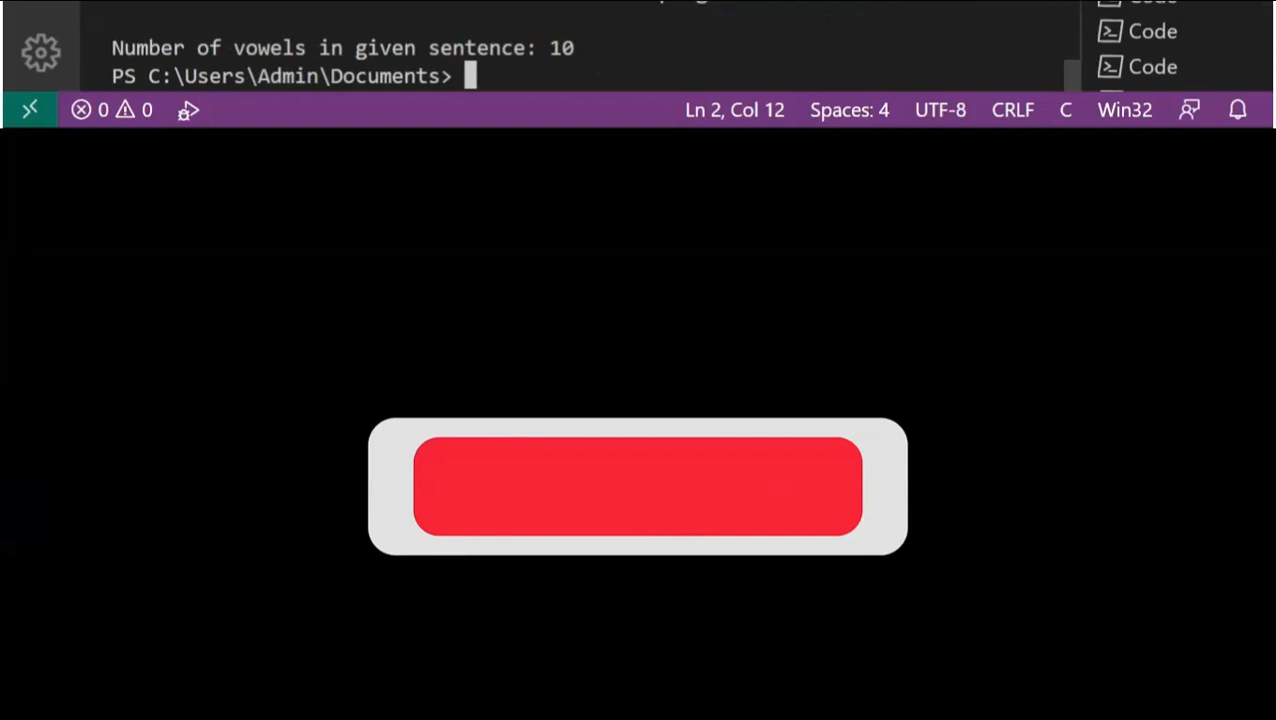 Code
Number of vowels in given sentence: 10
Code
PS C:\Users\Admin\Documents>
Code
0 0 Ln 2, Col 12 Spaces: 4 UTF-8 CRLF C Win32